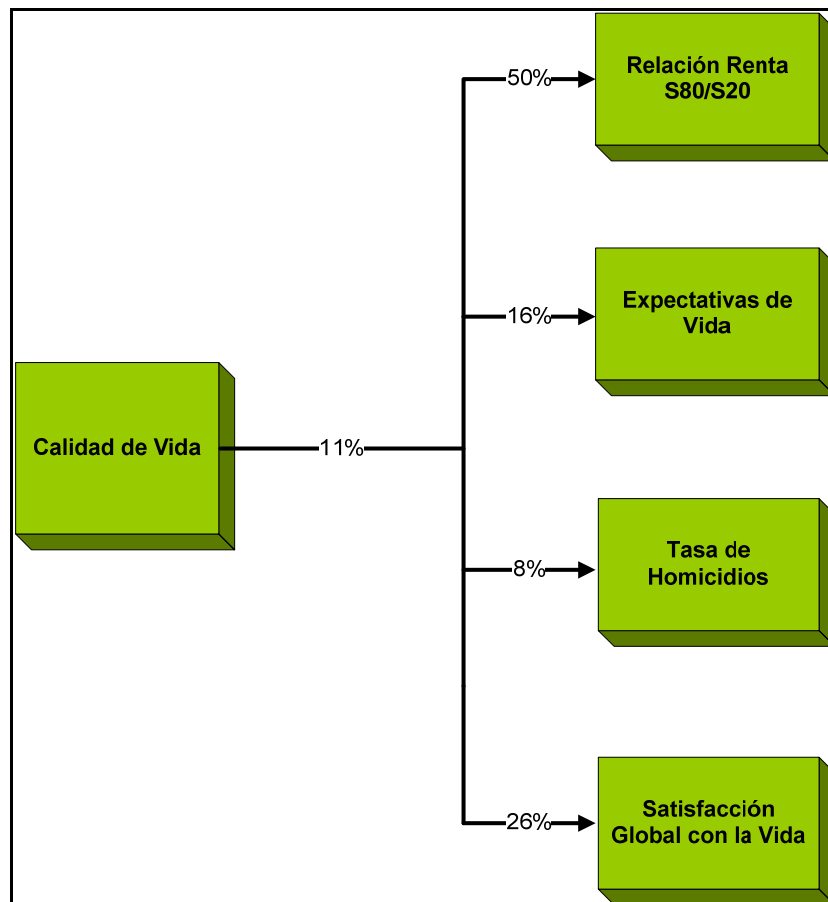 50%
Relación Renta
S80/S20
16%
Expectativas de
Vida
Calidad de Vida
11%
8%
Tasa de
Homicidios
26%
Satisfacción
Global con la Vida